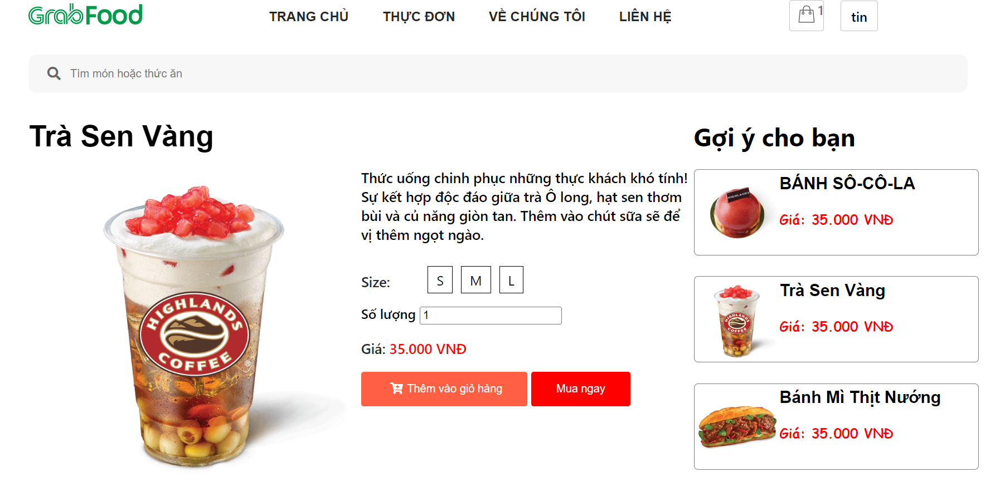 GrabFood
TRANG CHỦ THỰC ĐƠN VỀ CHÚNG TÔI LIÊN HỆ
1
tin
Tìm món hoặc thức ăn
Trà Sen Vàng
Thức uống chinh phục những thực khách khó tính!
Sự kết hợp độc đáo giữa trà Ô long, hạt sen thơm
bùi và củ năng giòn tan. Thêm vào chút sữa sẽ để
vị thêm ngọt ngào.
Size: S M L
Số lượng 1
Giá: 35.000 VNĐ
Thêm vào giỏ hàng
Mua ngay
HIGHLANDS
COFFEE
®
Gợi ý cho bạn
HIGHLANDS
BÁNH SÔ-CÔ-LA
Giá: 35.000 VNĐ
HIGHLANDS
COFFEE
Trà Sen Vàng
Giá: 35.000 VNĐ
Bánh Mì Thịt Nướng
Giá: 35.000 VNĐ